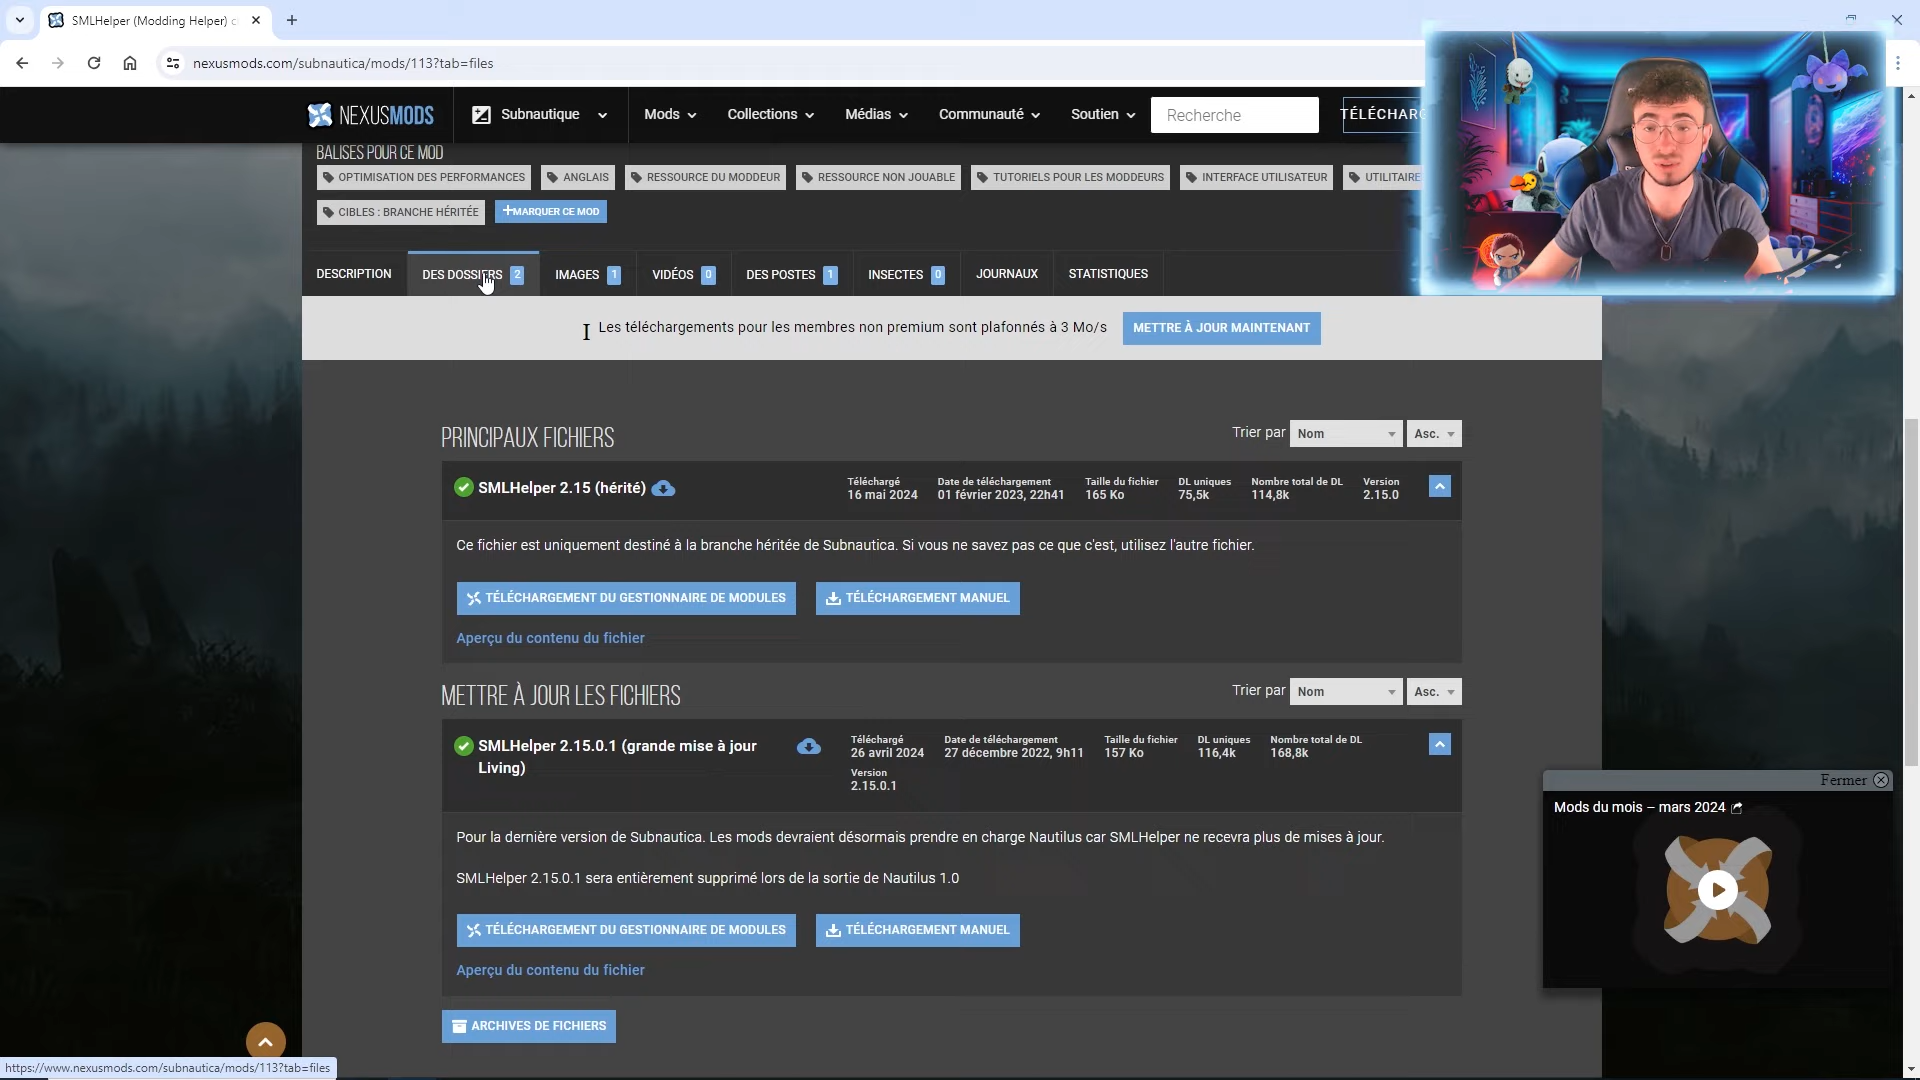 SMLHelper (Modding Helper)
nexusmods.com/subnautica/mods/113?tab=files
NEXUSMODS
Subnautique
Mods
Collections
Médias
Communauté
Soutien
Recherche
TÉLÉCHARG
BALISES POUR CE MOD
OPTIMISATION DES PERFORMANCES
ANGLAIS
RESSOURCE DU MODDEUR
RESSOURCE NON JOUABLE
TUTORIELS POUR LES MODDEURS
INTERFACE UTILISATEUR
UTILITAIRE
CIBLES : BRANCHE HÉRITÉE
MARQUER CE MOD
DESCRIPTION
DES DOSSIERS 2
IMAGES 1
VIDÉOS 0
DES POSTES 1
INSECTES 0
JOURNAUX
STATISTIQUES
Les téléchargements pour les membres non premium sont plafonnés à 3 Mo/s
METTRE À JOUR MAINTENANT
PRINCIPAUX FICHIERS
Trier par
Nom
Asc.
SMLHelper 2.15 (hérité)
Téléchargé
16 mai 2024
Date de téléchargement
01 février 2023, 22h41
Taille du fichier
165 Ko
DL uniques
75,5k
Nombre total de DL
114,8k
Version
2.15.0
Ce fichier est uniquement destiné à la branche héritée de Subnautica. Si vous ne savez pas ce que c'est, utilisez l'autre fichier.
TÉLÉCHARGEMENT DU GESTIONNAIRE DE MODULES
TÉLÉCHARGEMENT MANUEL
Aperçu du contenu du fichier
METTRE À JOUR LES FICHIERS
Trier par
Nom
Asc.
SMLHelper 2.15.0.1 (grande mise à jour
Living)
Téléchargé
26 avril 2024
Date de téléchargement
27 décembre 2022, 9h11
Taille du fichier
157 Ko
DL uniques
116,4k
Nombre total de DL
168,8k
Version
2.15.0.1
Pour la dernière version de Subnautica. Les mods devraient désormais prendre en charge Nautilus car SMLHelper ne recevra plus de mises à jour.
SMLHelper 2.15.0.1 sera entièrement supprimé lors de la sortie de Nautilus 1.0
TÉLÉCHARGEMENT DU GESTIONNAIRE DE MODULES
TÉLÉCHARGEMENT MANUEL
Aperçu du contenu du fichier
ARCHIVES DE FICHIERS
Fermer
Mods du mois – mars 2024
https://www.nexusmods.com/subnautica/mods/113?tab=files